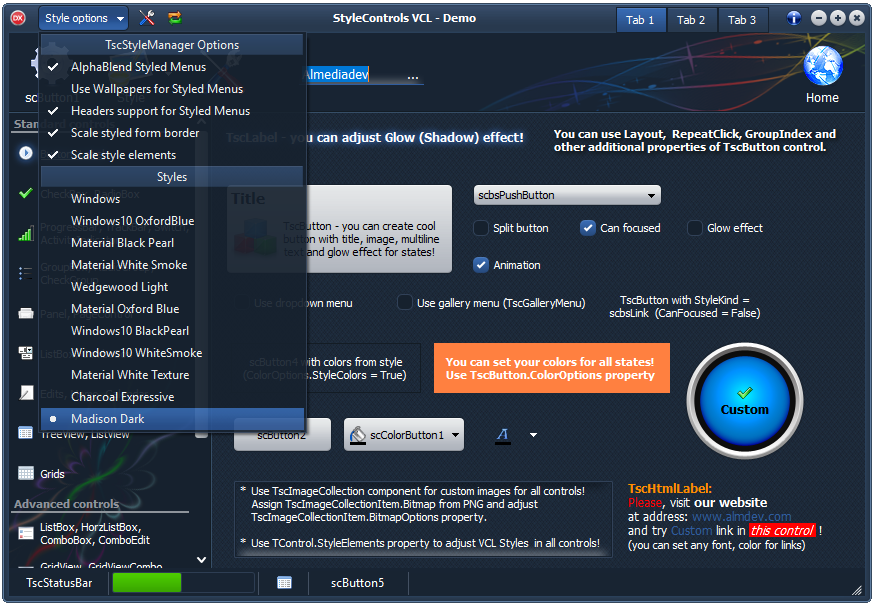 DX
Style options
StyleControls VCL - Demo
Tab 1
Tab 2
Tab 3
TscStyleManager Options
AlphaBlend Styled Menus
Use Wallpapers for Styled Menus
Headers support for Styled Menus
Scale styled form border
Scale style elements
Styles
Windows
Windows10 OxfordBlue
Material Black Pearl
Material White Smoke
Wedgewood Light
Material Oxford Blue
Windows10 BlackPearl
Windows10 WhiteSmoke
Material White Texture
Charcoal Expressive
Madison Dark
Almediadev
...
Home
TscLabel - you can adjust Glow (Shadow) effect!
You can use Layout, RepeatClick, GroupIndex and
other additional properties of TscButton control.
Title
TscButton - you can create cool
button with title, image, multiline
text and glow effect for states!
scbsPushButton
Split button
Can focused
Glow effect
Animation
Use dropdown menu
Use gallery menu (TscGalleryMenu)
TscButton with StyleKind =
scbsLink (CanFocused = False)
scButton4 with colors from style
(ColorOptions.StyleColors = True)
You can set your colors for all states!
Use TscButton.ColorOptions property
Custom
scButton2
scColorButton1
A
* Use TscImageCollection component for custom images for all controls!
Assign TscImageCollectionItem.Bitmap from PNG and adjust
TscImageCollectionItem.BitmapOptions property.
* Use TControl.StyleElements property to adjust VCL Styles in all controls!
TscHtmlLabel:
Please, visit our website
at address: www.almdev.com
and try Custom link in this control !
(you can set any font, color for links)
TreeView, ListView
Grids
Advanced controls
ListBox, HorzListBox,
ComboBox, ComboEdit
GridView, GridViewCombo
TscStatusBar
scButton5